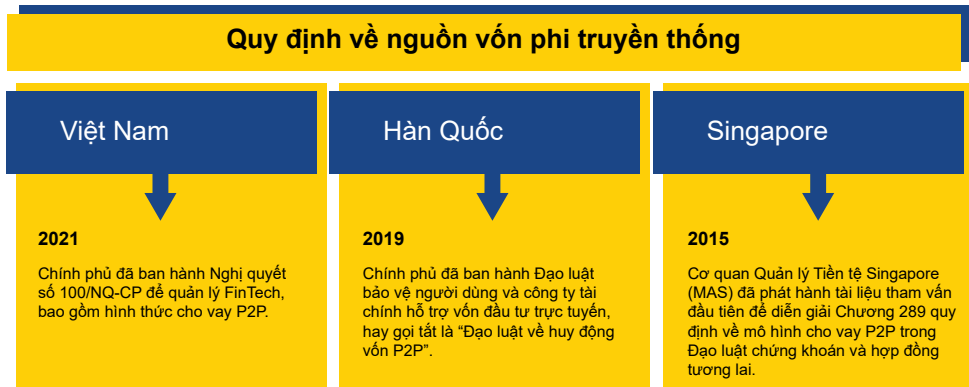 Quy định về nguồn vốn phi truyền thống
Việt Nam
2021
Chính phủ đã ban hành Nghị quyết
số 100/NQ-CP để quản lý FinTech,
bao gồm hình thức cho vay P2P.
Hàn Quốc
2019
Chính phủ đã ban hành Đạo luật
bảo vệ người dùng và công ty tài
chính hỗ trợ vốn đầu tư trực tuyến,
hay gọi tắt là “Đạo luật về huy động
vốn P2P”.
Singapore
2015
Cơ quan Quản lý Tiền tệ Singapore
(MAS) đã phát hành tài liệu tham vấn
đầu tiên để diễn giải Chương 289 quy
định về mô hình cho vay P2P trong
Đạo luật chứng khoán và hợp đồng
tương lai.